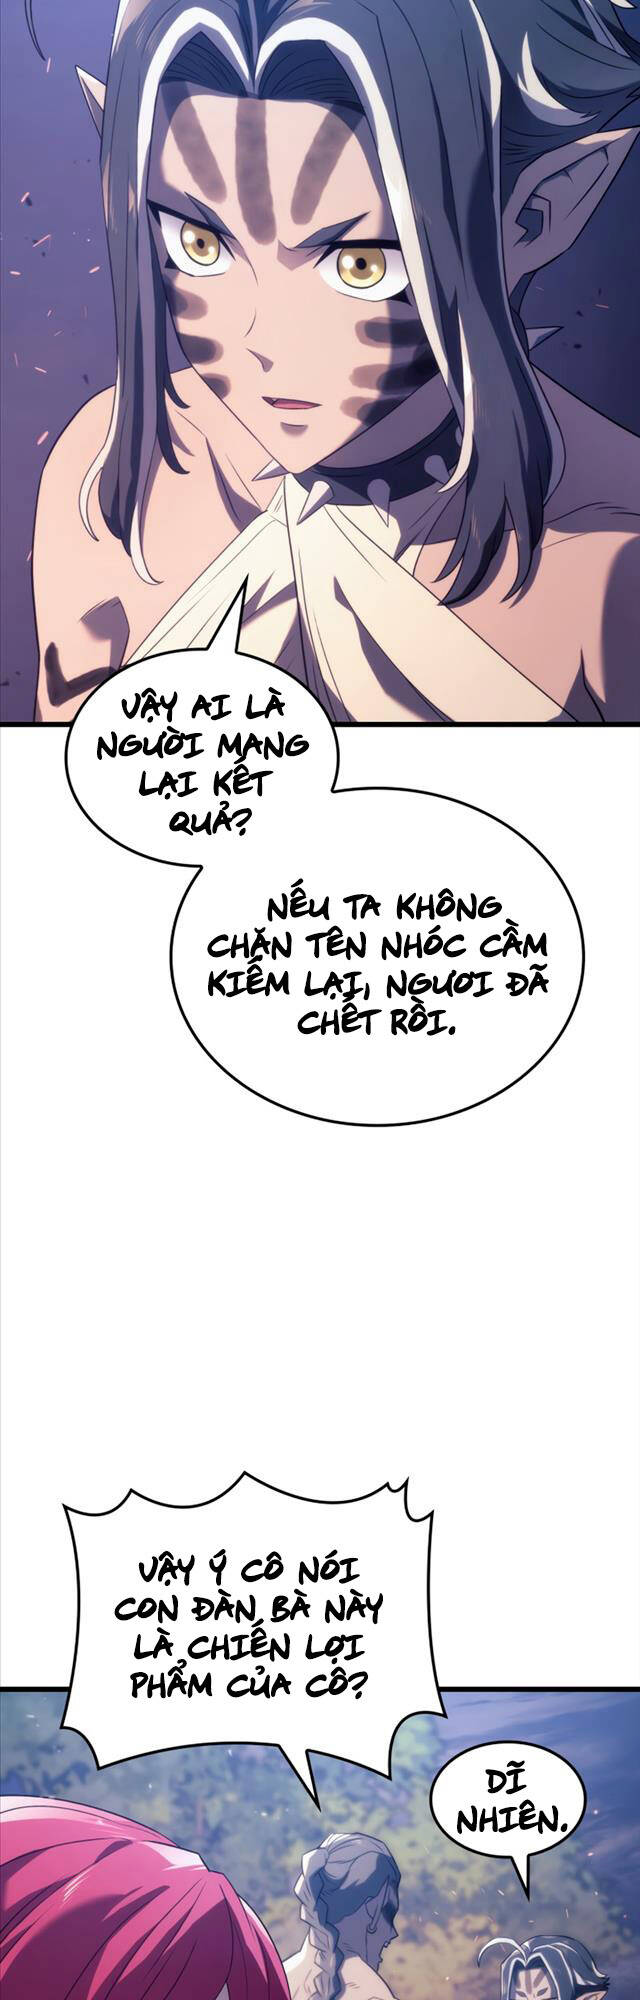 VẬY AI LÀ
NGƯỜI MANG
LẠI KẾT
QUẢ?
NẾU TA KHÔNG
CHĂN TÊN NHÓC CẦM
KIẾM LẠI, NGƯƠI ĐÃ
CHẾT RỒI.
VẬY Ý CÔ NÓI
CON ĐÀN BÀ NÀY
LÀ CHIẾN LỢI
PHẨM CỦA CÔ?
DĨ
NHIÊN.